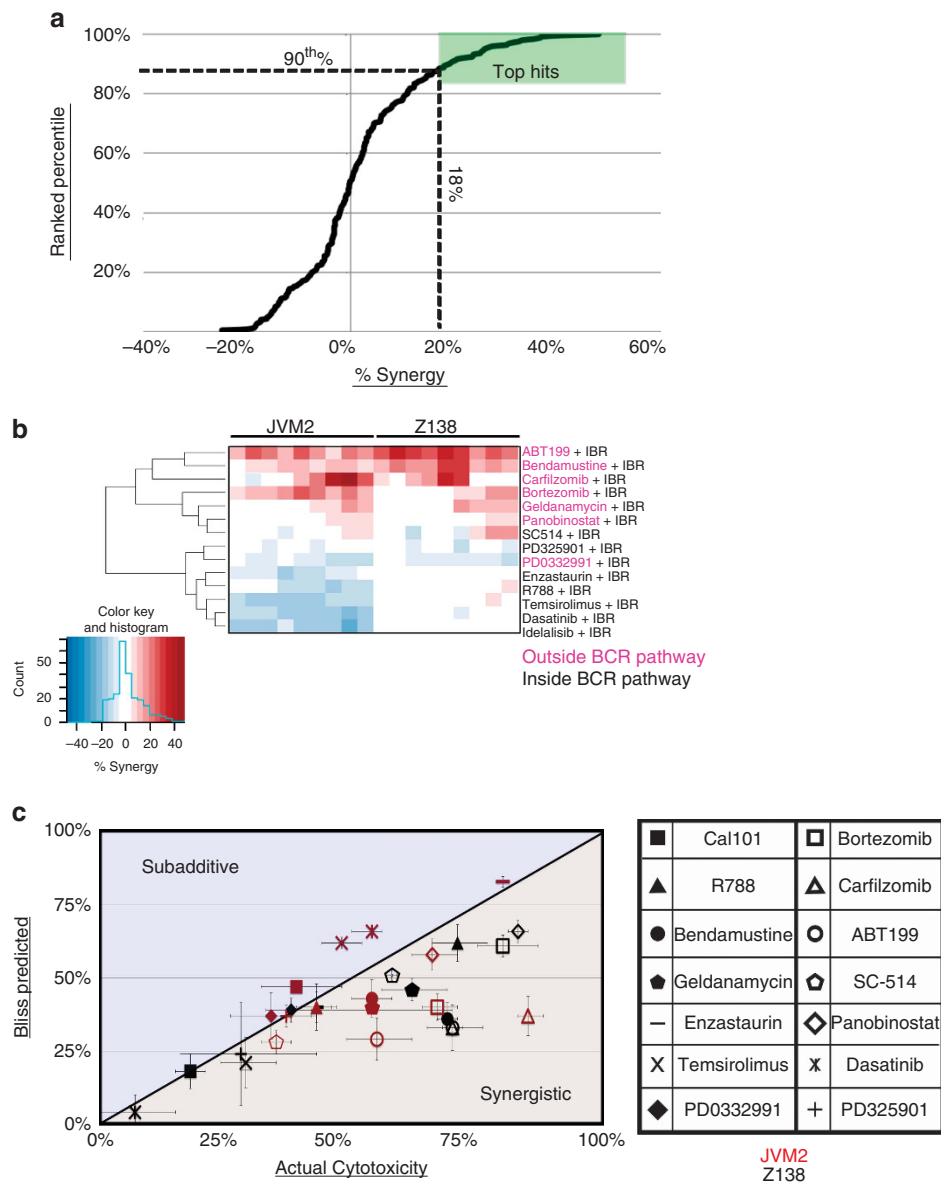 a
100%
80%
60%
40%
20%
Ranked percentile
90th%
Top hits
18%
–40%
–20%
0%
20%
40%
60%
% Synergy
b
JVM2
Z138
ABT199 + IBR
Bendamustine + IBR
Carfilzomib + IBR
Bortezomib + IBR
Geldanamycin + IBR
Panobinostat + IBR
SC514 + IBR
PD325901 + IBR
PD0332991 + IBR
Enzastaurin + IBR
R788 + IBR
Temsirolimus + IBR
Dasatinib + IBR
Idelalisib + IBR
Outside BCR pathway
Inside BCR pathway
Color key
and histogram
Count
50
20
0
–40
–20
0
20
40
% Synergy
c
100%
75%
50%
25%
0%
Bliss predicted
Subadditive
Synergistic
0%
25%
50%
75%
100%
Actual Cytotoxicity
Cal101
Bortezomib
R788
Carfilzomib
Bendamustine
ABT199
Geldanamycin
SC-514
Enzastaurin
Panobinostat
Temsirolimus
Dasatinib
PD0332991
PD325901
JVM2
Z138